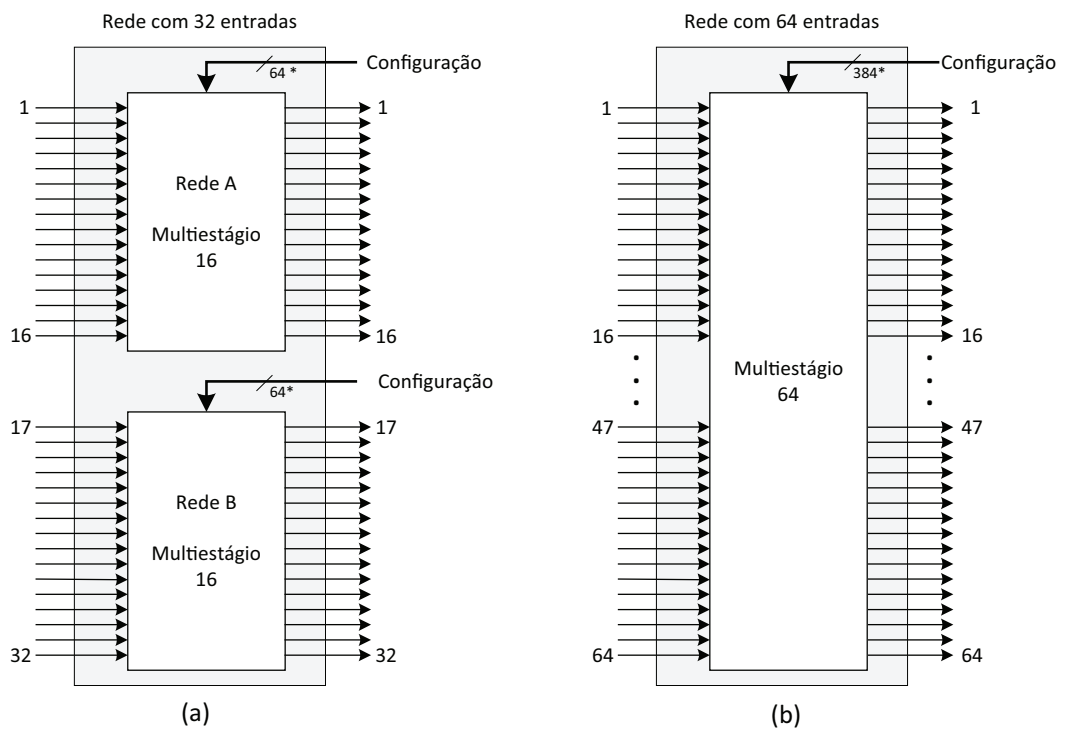 Rede com 32 entradas
Configuração
64 *
1
1
Rede A
Multiestágio
16
16
16
Configuração
64*
17
17
Rede B
Multiestágio
16
32
32
(a)
Rede com 64 entradas
Configuração
384*
1
1
16
16
Multiestágio
64
47
47
64
64
(b)